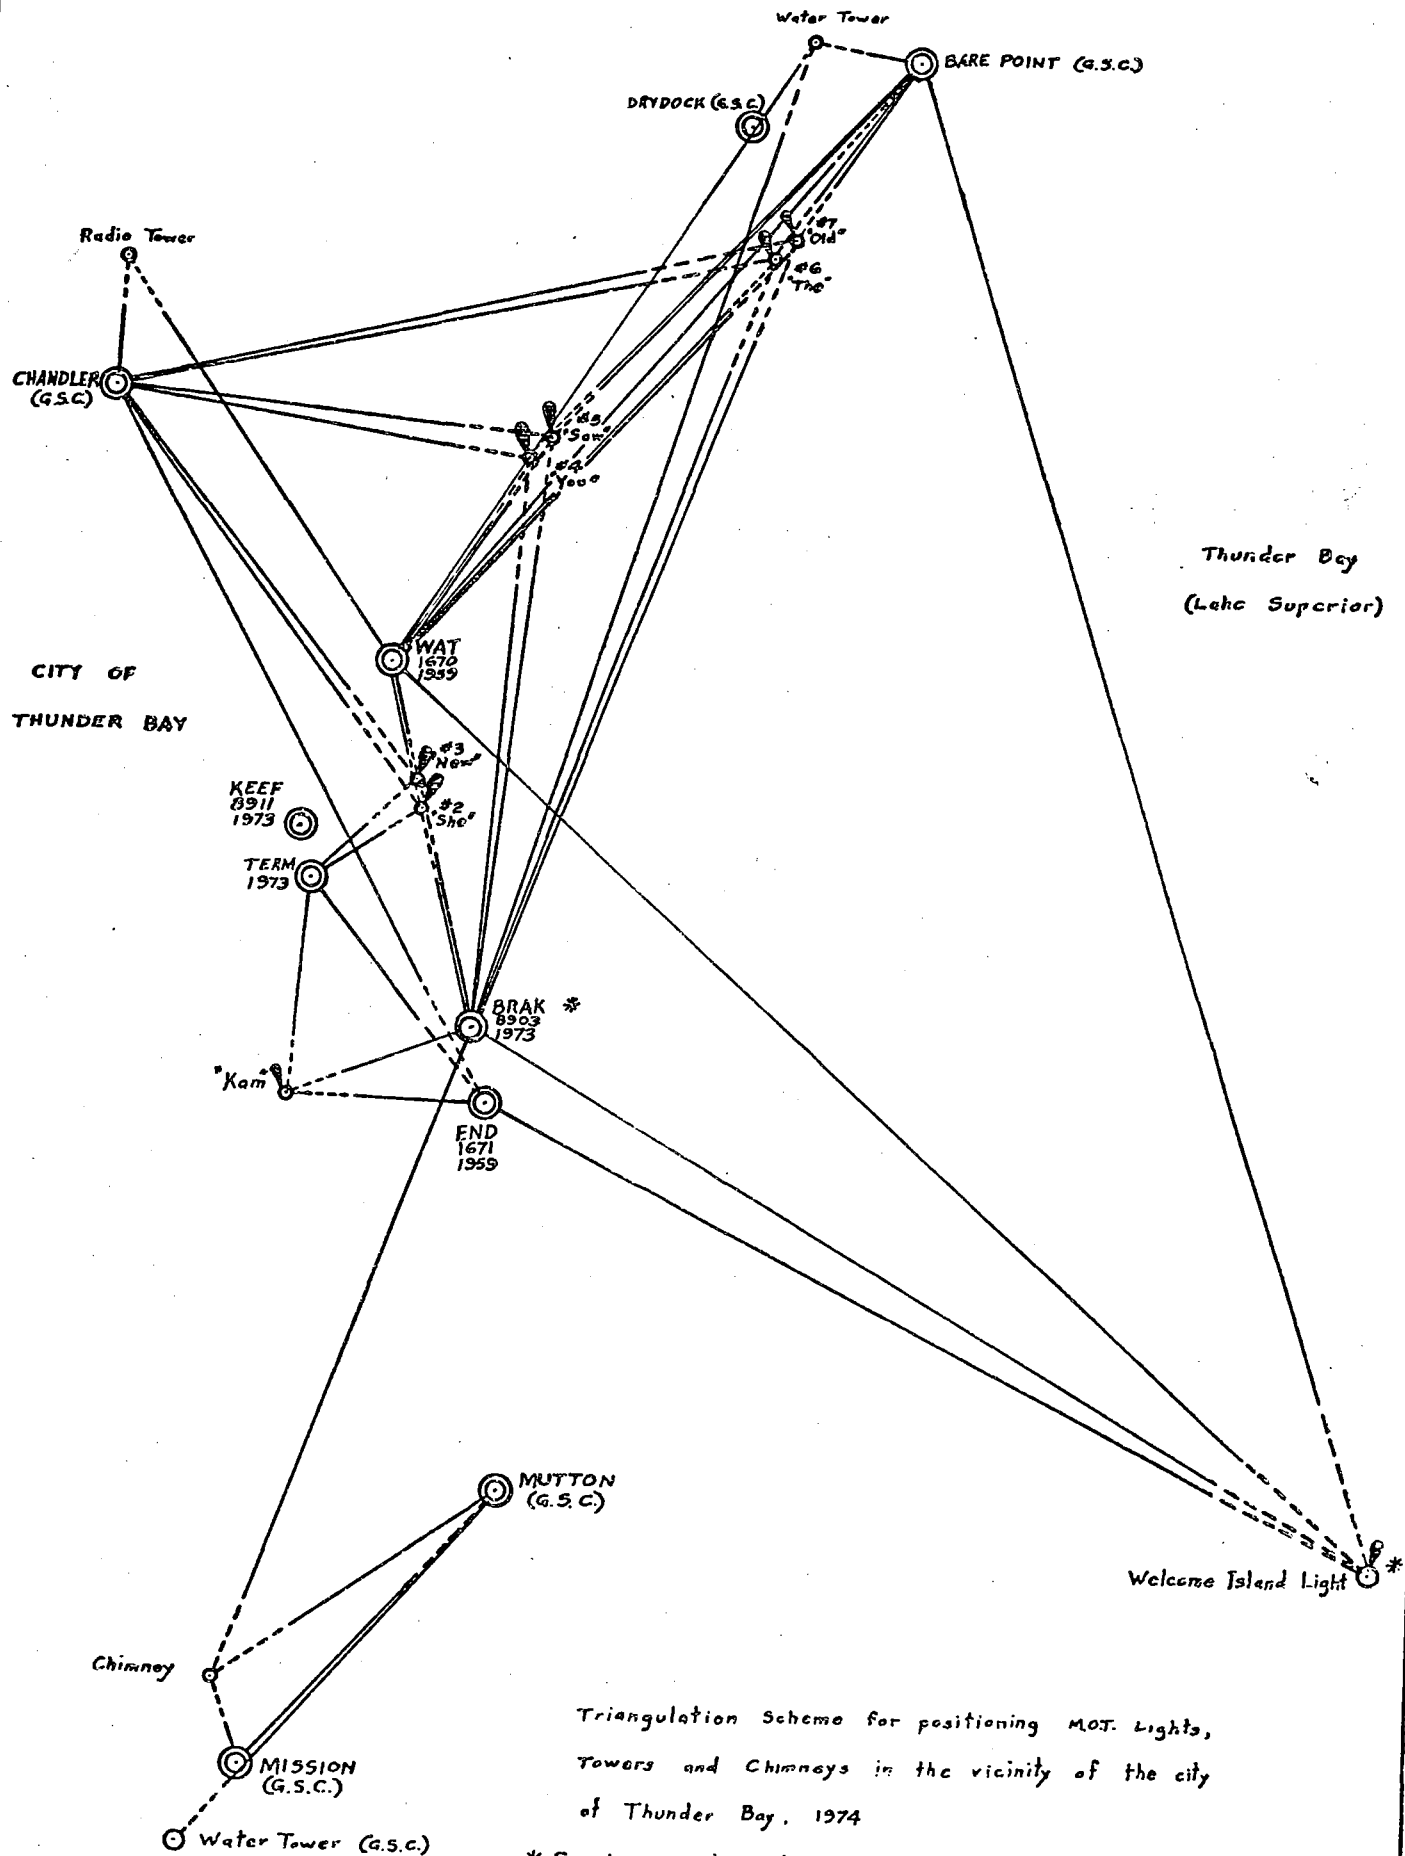 Water Tower
BARE POINT (G.S.C.)
DRYDOCK (G.S.C.)
#7
"Old"
#6
"The"
Radio Tower
CHANDLER
(G.S.C.)
#5
"Saw"
#4
"You"
Thunder Bay
(Lake Superior)
WAT
1670
1959
CITY OF
THUNDER BAY
#3
"New"
#2
"She"
KEEF
8911
1973
TERM
1973
BRAK *
8903
1973
"Kam"
END
1671
1959
MUTTON
(G.S.C.)
Welcome Island Light *
Chimney
MISSION
(G.S.C.)
Water Tower (G.S.C.)
Triangulation Scheme for positioning M.O.T. Lights,
Towers and Chimneys in the vicinity of the city
of Thunder Bay, 1974
*